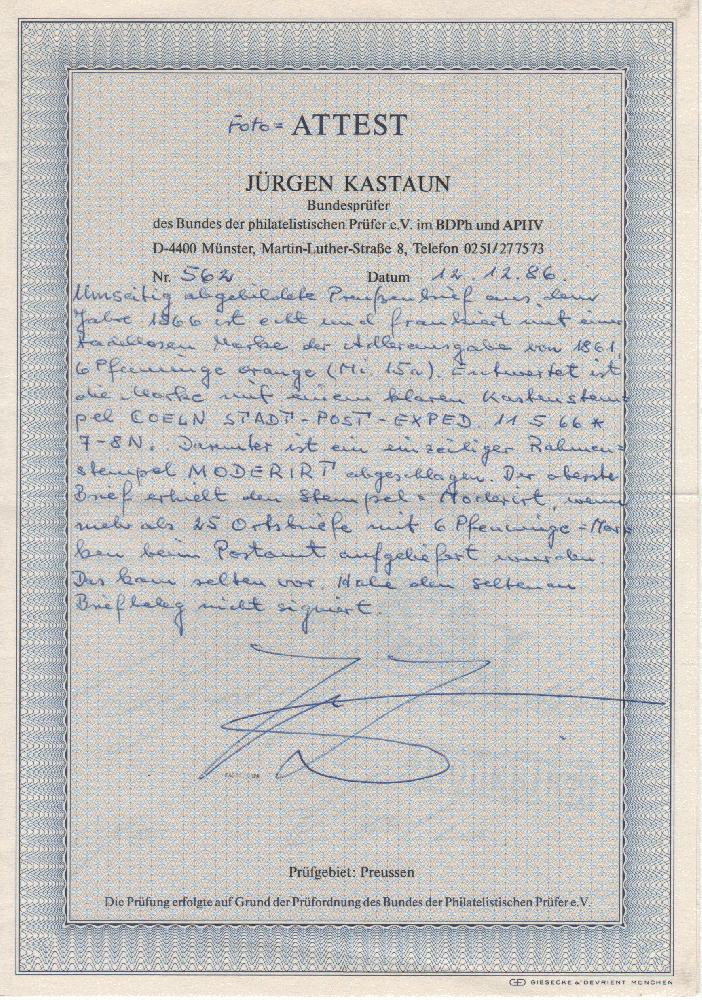 Foto = ATTEST
JÜRGEN KASTAUN
Bundesprüfer
des Bundes der philatelistischen Prüfer e.V. im BDPh und APHV
D-4400 Münster, Martin-Luther-Straße 8, Telefon 0251/277573
Nr. 562 Datum 12.12.86.
Umseitig abgebildete Preußenbrief aus dem
Jahre 1866 ist echt und frankiert mit einer
tadellosen Marke der Adlerausgabe von 1861,
6 Pfennige orange (Mi. 15a). Entwertet ist
die Marke mit einem klaren Kastenstem=
pel COELN STADT-POST-EXPED. 11 5 66 *
7-8 N.. Darunter ist ein einzeiliger Rahmen=
stempel MODERIRT abgeschlagen. Der oberste
Brief erhielt den Stempel = Moderirt, wenn
mehr als 25 Ortsbriefe mit 6 Pfennige = Mar=
ken beim Postamt aufgeliefert wurden.
Das kam selten vor. Habe den seltenen
Briefbeleg nicht signiert.
Prüfgebiet: Preussen
Die Prüfung erfolgte auf Grund der Prüfordnung des Bundes der Philatelistischen Prüfer e.V.
GD GIESECKE & DEVRIENT MÜNCHEN